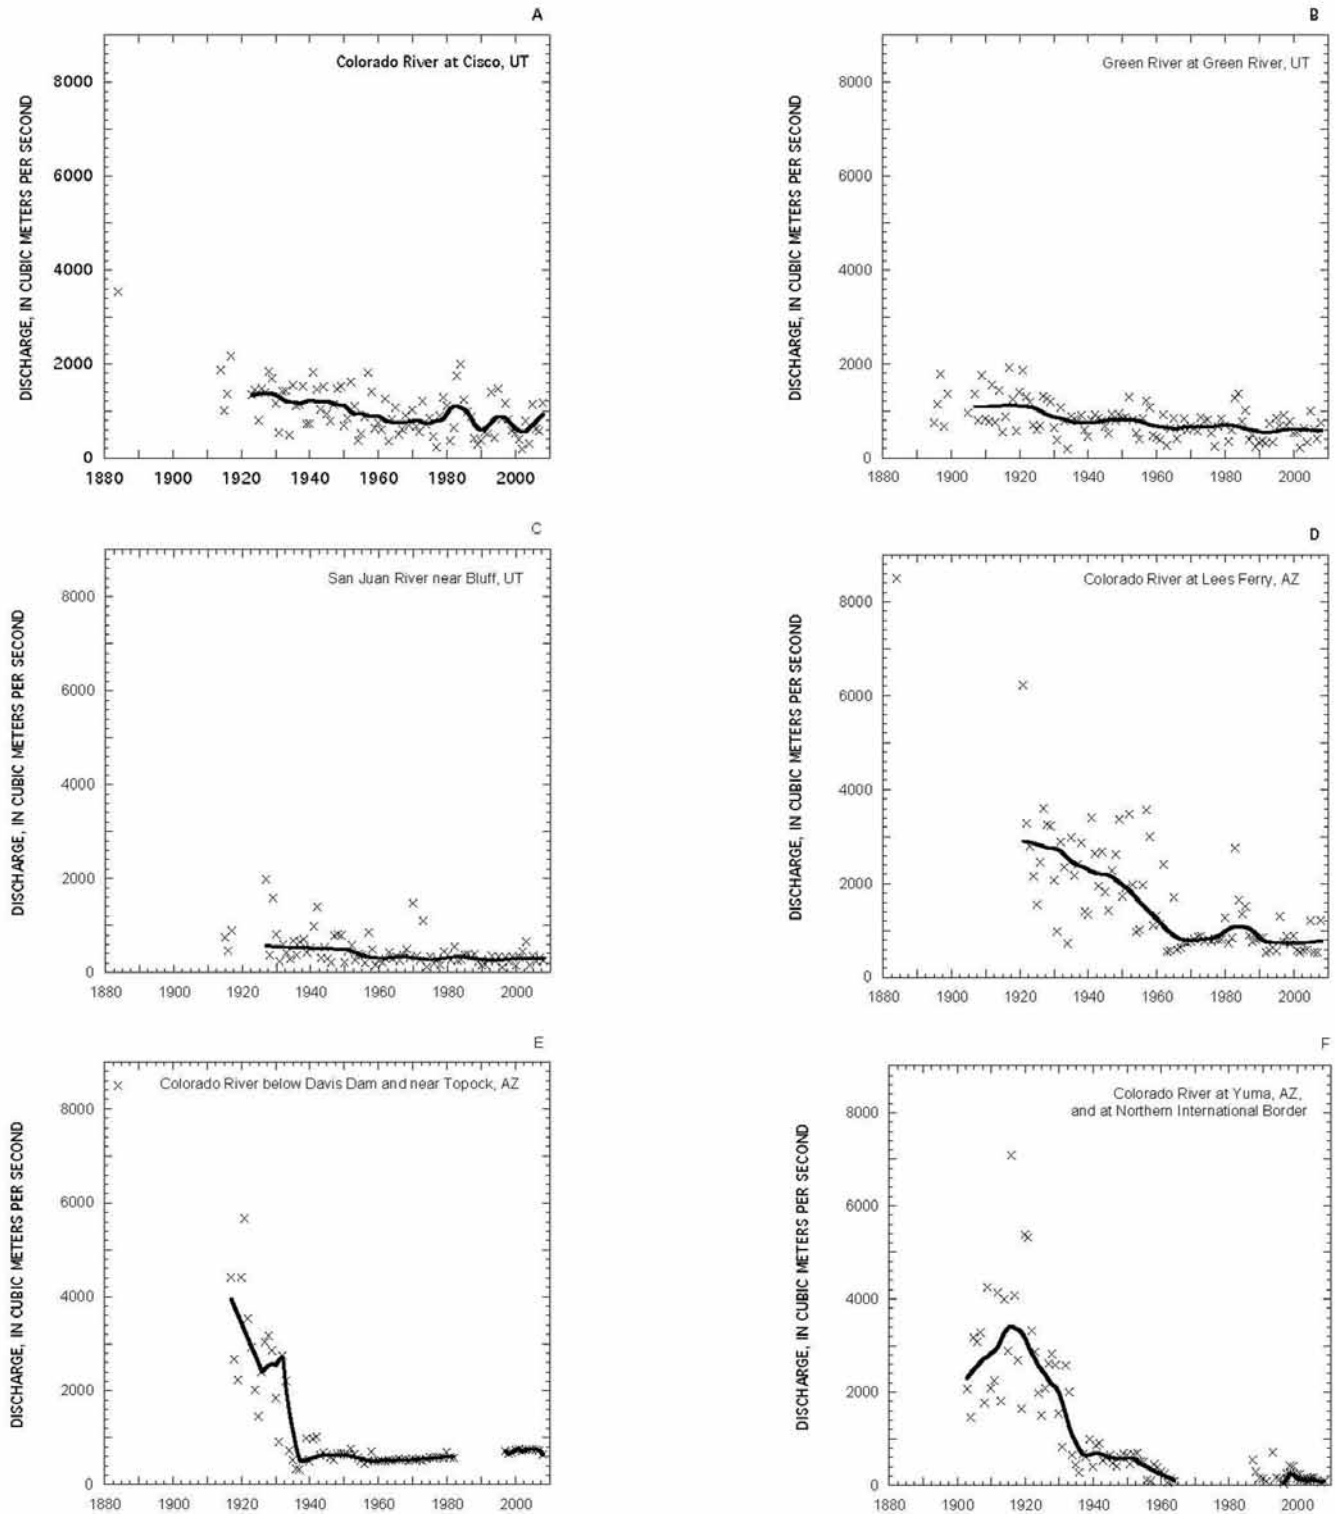 A
Colorado River at Cisco, UT
DISCHARGE, IN CUBIC METERS PER SECOND
8000
6000
4000
2000
0
1880 1900 1920 1940 1960 1980 2000
B
Green River at Green River, UT
DISCHARGE, IN CUBIC METERS PER SECOND
8000
6000
4000
2000
0
1880 1900 1920 1940 1960 1980 2000
C
San Juan River near Bluff, UT
DISCHARGE, IN CUBIC METERS PER SECOND
8000
6000
4000
2000
0
1880 1900 1920 1940 1960 1980 2000
D
Colorado River at Lees Ferry, AZ
DISCHARGE, IN CUBIC METERS PER SECOND
8000
6000
4000
2000
0
1880 1900 1920 1940 1960 1980 2000
E
Colorado River below Davis Dam and near Topock, AZ
DISCHARGE, IN CUBIC METERS PER SECOND
8000
6000
4000
2000
0
1880 1900 1920 1940 1960 1980 2000
F
Colorado River at Yuma, AZ,
and at Northern International Border
DISCHARGE, IN CUBIC METERS PER SECOND
8000
6000
4000
2000
0
1880 1900 1920 1940 1960 1980 2000